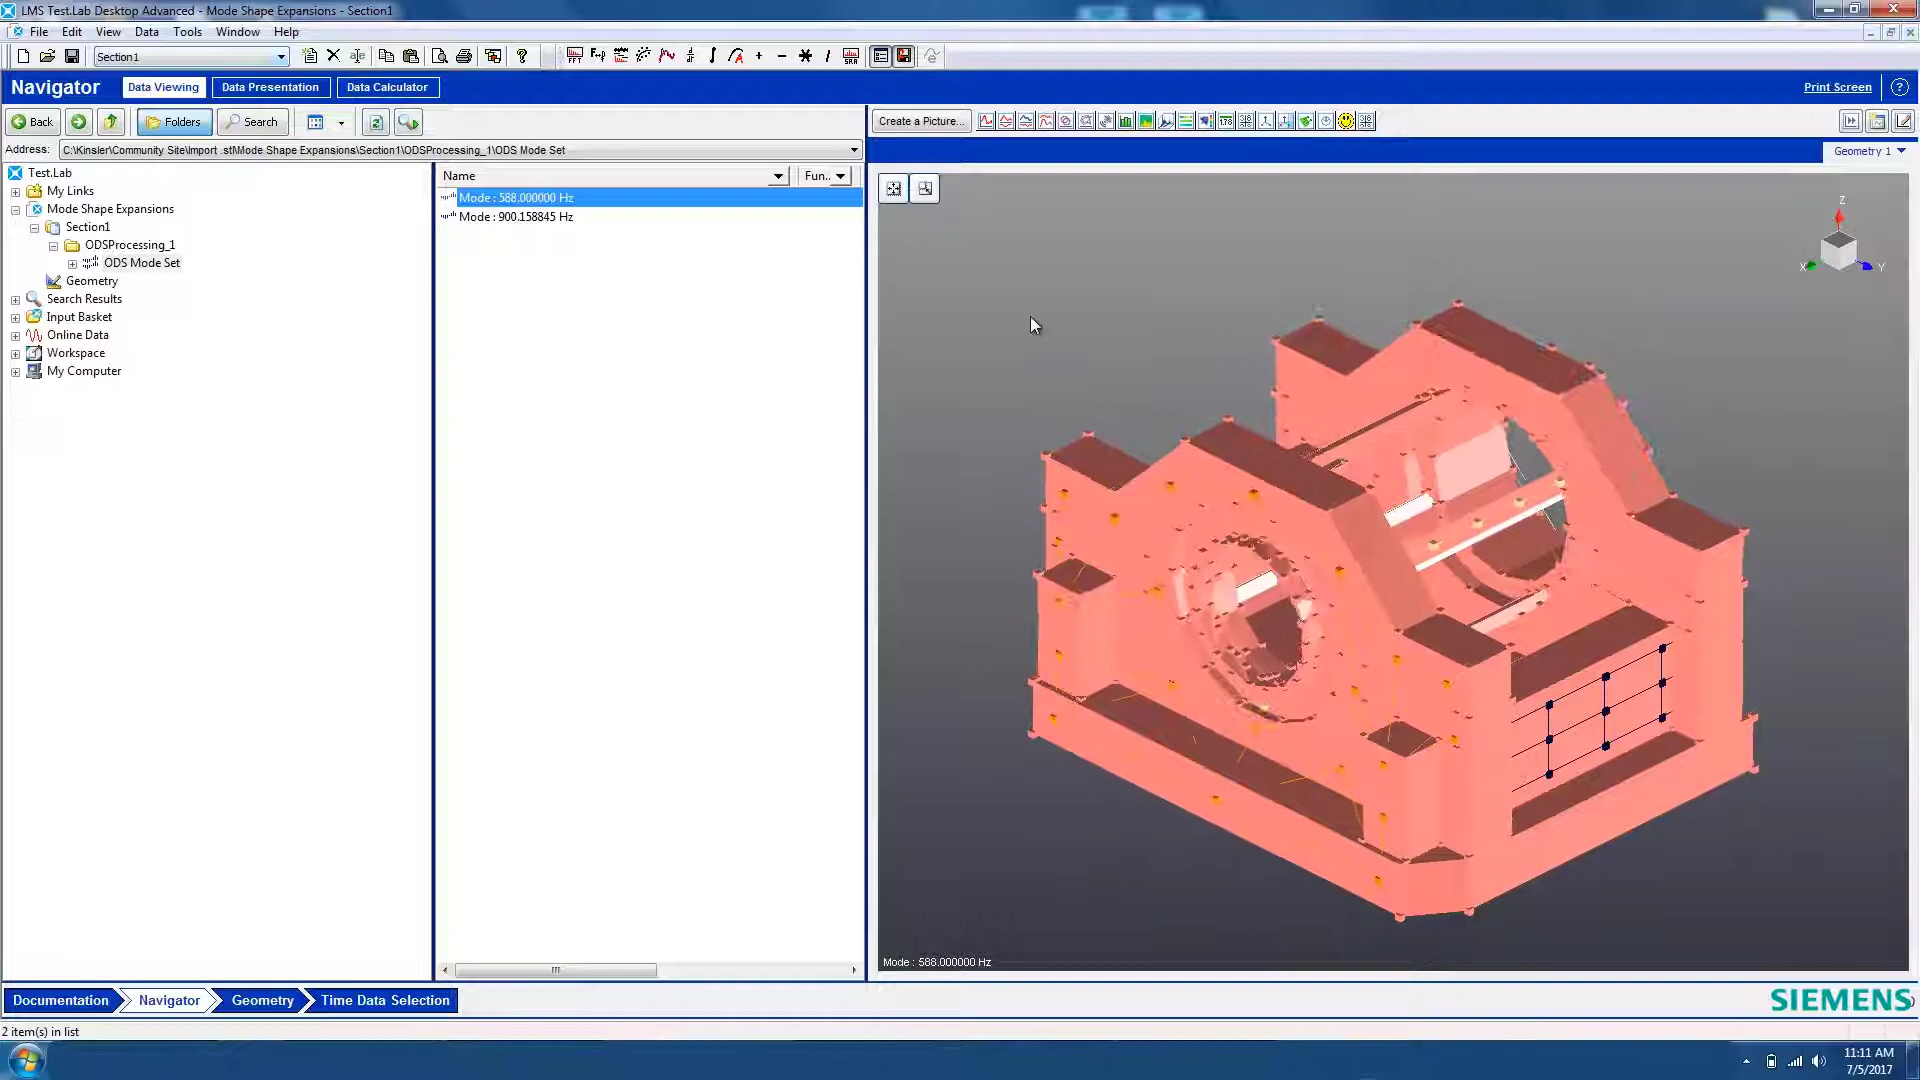 LMS Test.Lab Desktop Advanced - Mode Shape Expansions - Section1
File Edit View Data Tools Window Help
Section1
Navigator Data Viewing Data Presentation Data Calculator Print Screen
Back Folders Search Create a Picture...
Address: C:\Kinsler\Community Site\Import .stl\Mode Shape Expansions\Section1\ODSProcessing_1\ODS Mode Set
Geometry 1
Test.Lab
My Links
Mode Shape Expansions
Section1
ODSProcessing_1
ODS Mode Set
Geometry
Search Results
Input Basket
Online Data
Workspace
My Computer
Name Fun..
Mode : 588.000000 Hz
Mode : 900.158845 Hz
Z
X Y
Mode : 588.000000 Hz
Documentation Navigator Geometry Time Data Selection
SIEMENS
2 item(s) in list
11:11 AM
7/5/2017